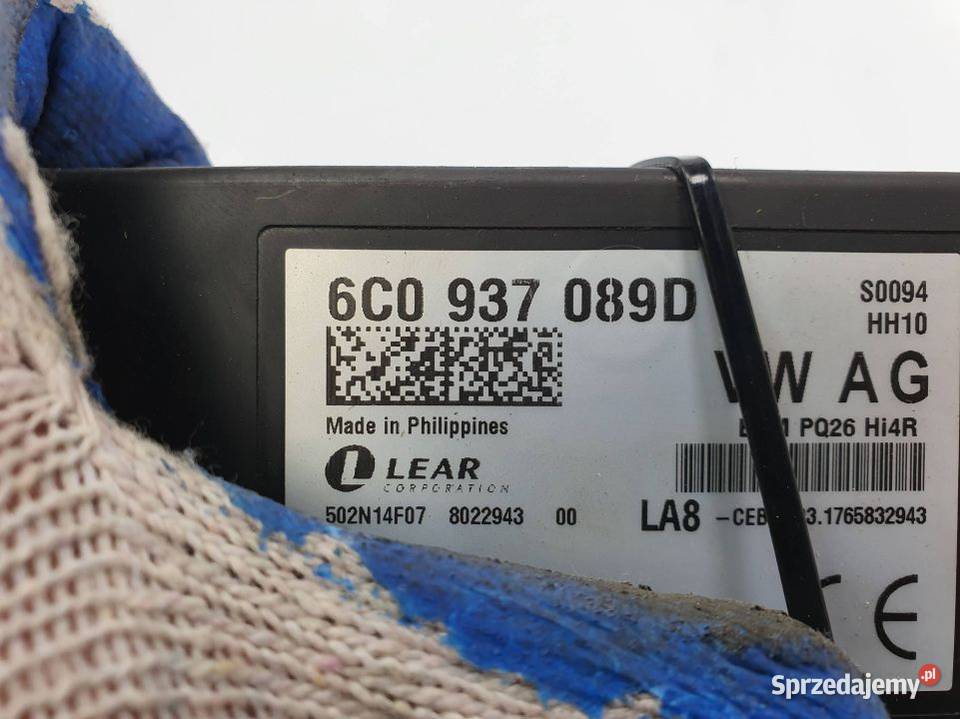 6C0 937 089D
S0094
HH10
VW AG
Made in Philippines
PQ26 Hi4R
LEAR
CORPORATION
502N14F07 8022943 00
LA8 3.1765832943
CE
Sprzedajemy.pl